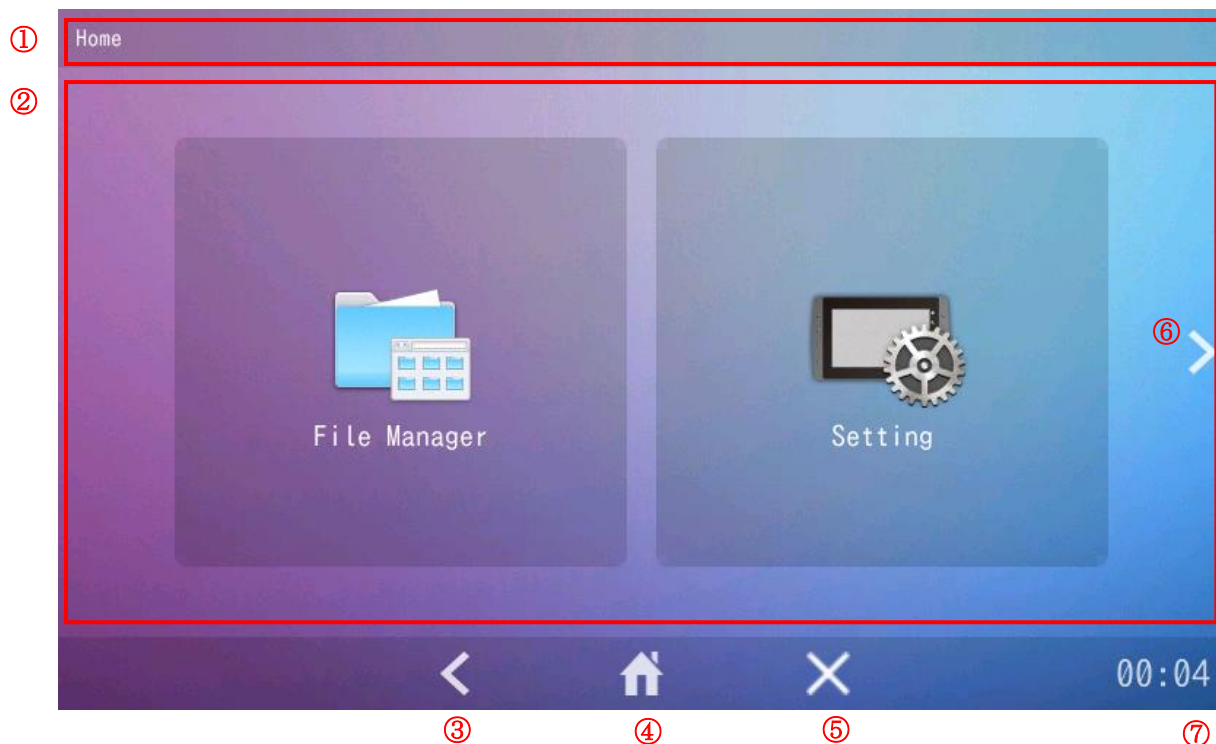 ① Home
②
File Manager Setting
⑥
00:04
③ ④ ⑤ ⑦